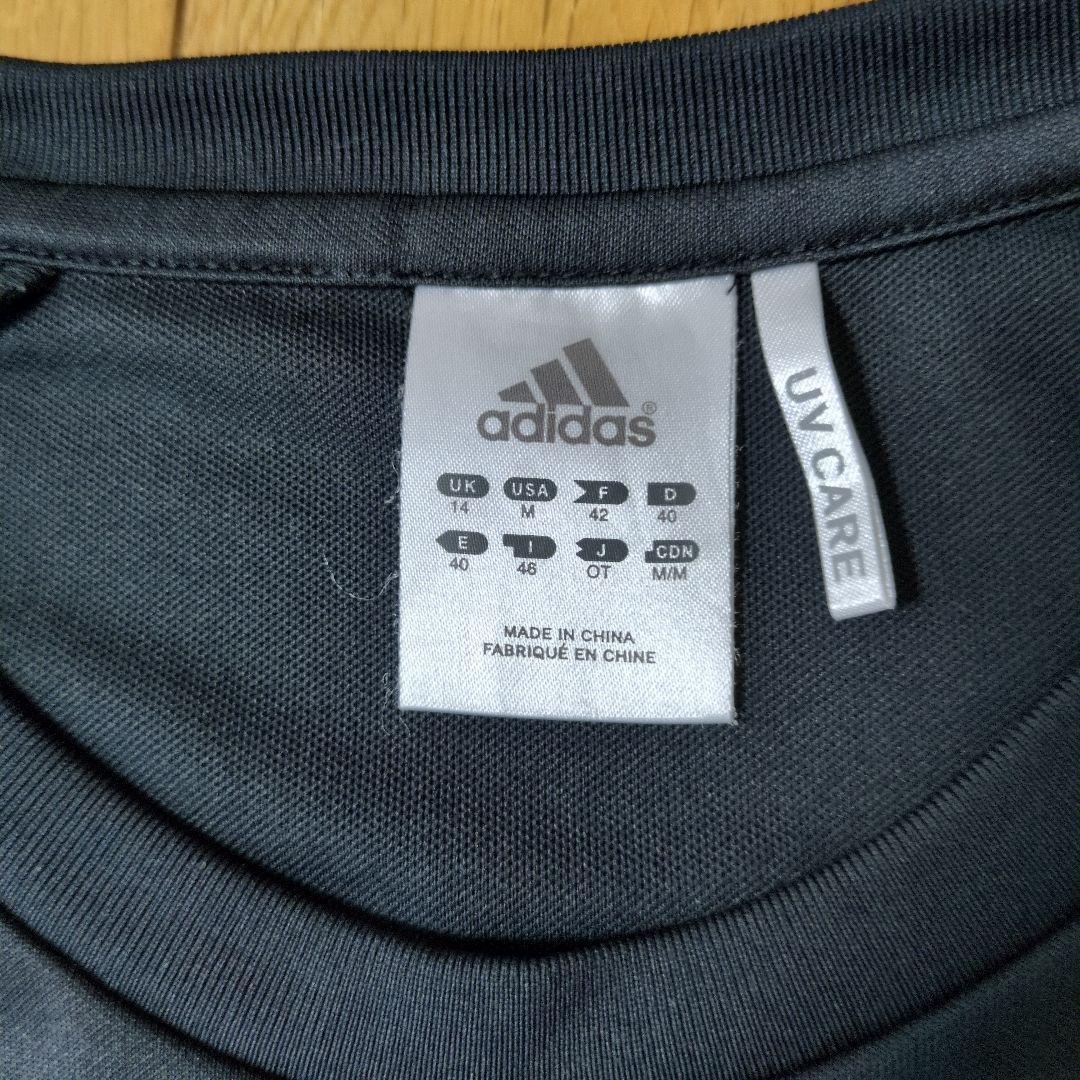 adidas®
UK USA F D
14 M 42 40
E I J CDN
40 46 OT M/M
MADE IN CHINA
FABRIQUÉ EN CHINE
UV CARE